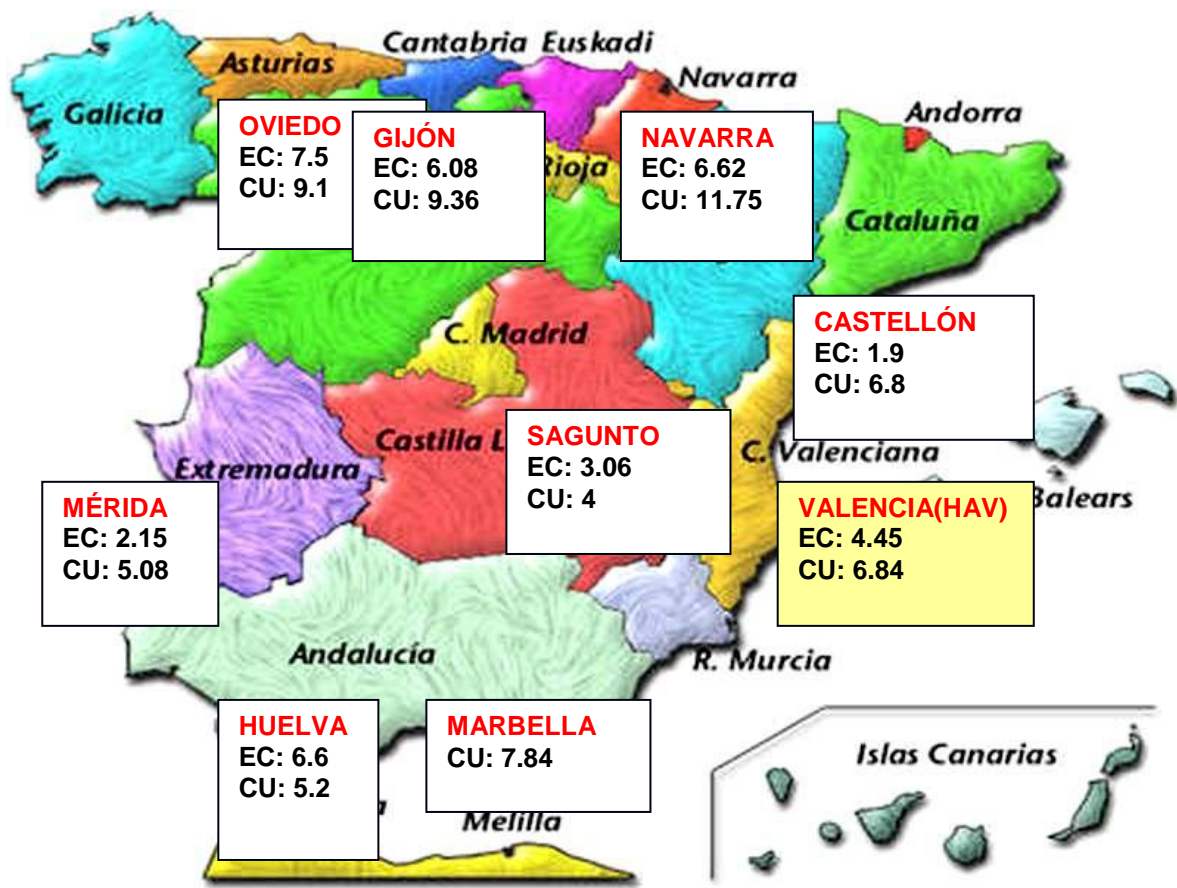 Cantabria Euskadi
Asturias
Navarra
Galicia
Andorra
OVIEDO
EC: 7.5
CU: 9.1
GIJÓN
EC: 6.08
CU: 9.36
Rioja
NAVARRA
EC: 6.62
CU: 11.75
Cataluña
C. Madrid
CASTELLÓN
EC: 1.9
CU: 6.8
Castilla L
SAGUNTO
EC: 3.06
CU: 4
C. Valenciana
Extremadura
Balears
MÉRIDA
EC: 2.15
CU: 5.08
VALENCIA(HAV)
EC: 4.45
CU: 6.84
Andalucía
R. Murcia
HUELVA
EC: 6.6
CU: 5.2
MARBELLA
CU: 7.84
Islas Canarias
Melilla